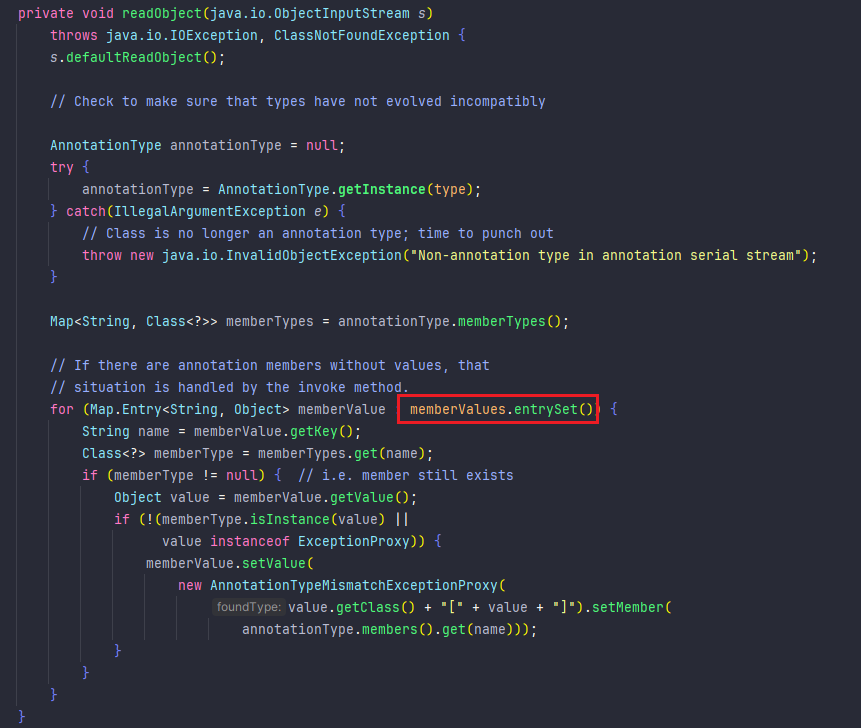 private void readObject(java.io.ObjectInputStream s)
throws java.io.IOException, ClassNotFoundException {
s.defaultReadObject();
// Check to make sure that types have not evolved incompatibly
AnnotationType annotationType = null;
try {
annotationType = AnnotationType.getInstance(type);
} catch(IllegalArgumentException e) {
// Class is no longer an annotation type; time to punch out
throw new java.io.InvalidObjectException("Non-annotation type in annotation serial stream");
}
Map<String, Class<?>> memberTypes = annotationType.memberTypes();
// If there are annotation members without values, that
// situation is handled by the invoke method.
for (Map.Entry<String, Object> memberValue memberValues.entrySet()) {
String name = memberValue.getKey();
Class<?> memberType = memberTypes.get(name);
if (memberType != null) { // i.e. member still exists
Object value = memberValue.getValue();
if (!(memberType.isInstance(value) ||
value instanceof ExceptionProxy)) {
memberValue.setValue(
new AnnotationTypeMismatchExceptionProxy(
foundType: value.getClass() + "[" + value + "]").setMember(
annotationType.members().get(name)));
}
}
}
}